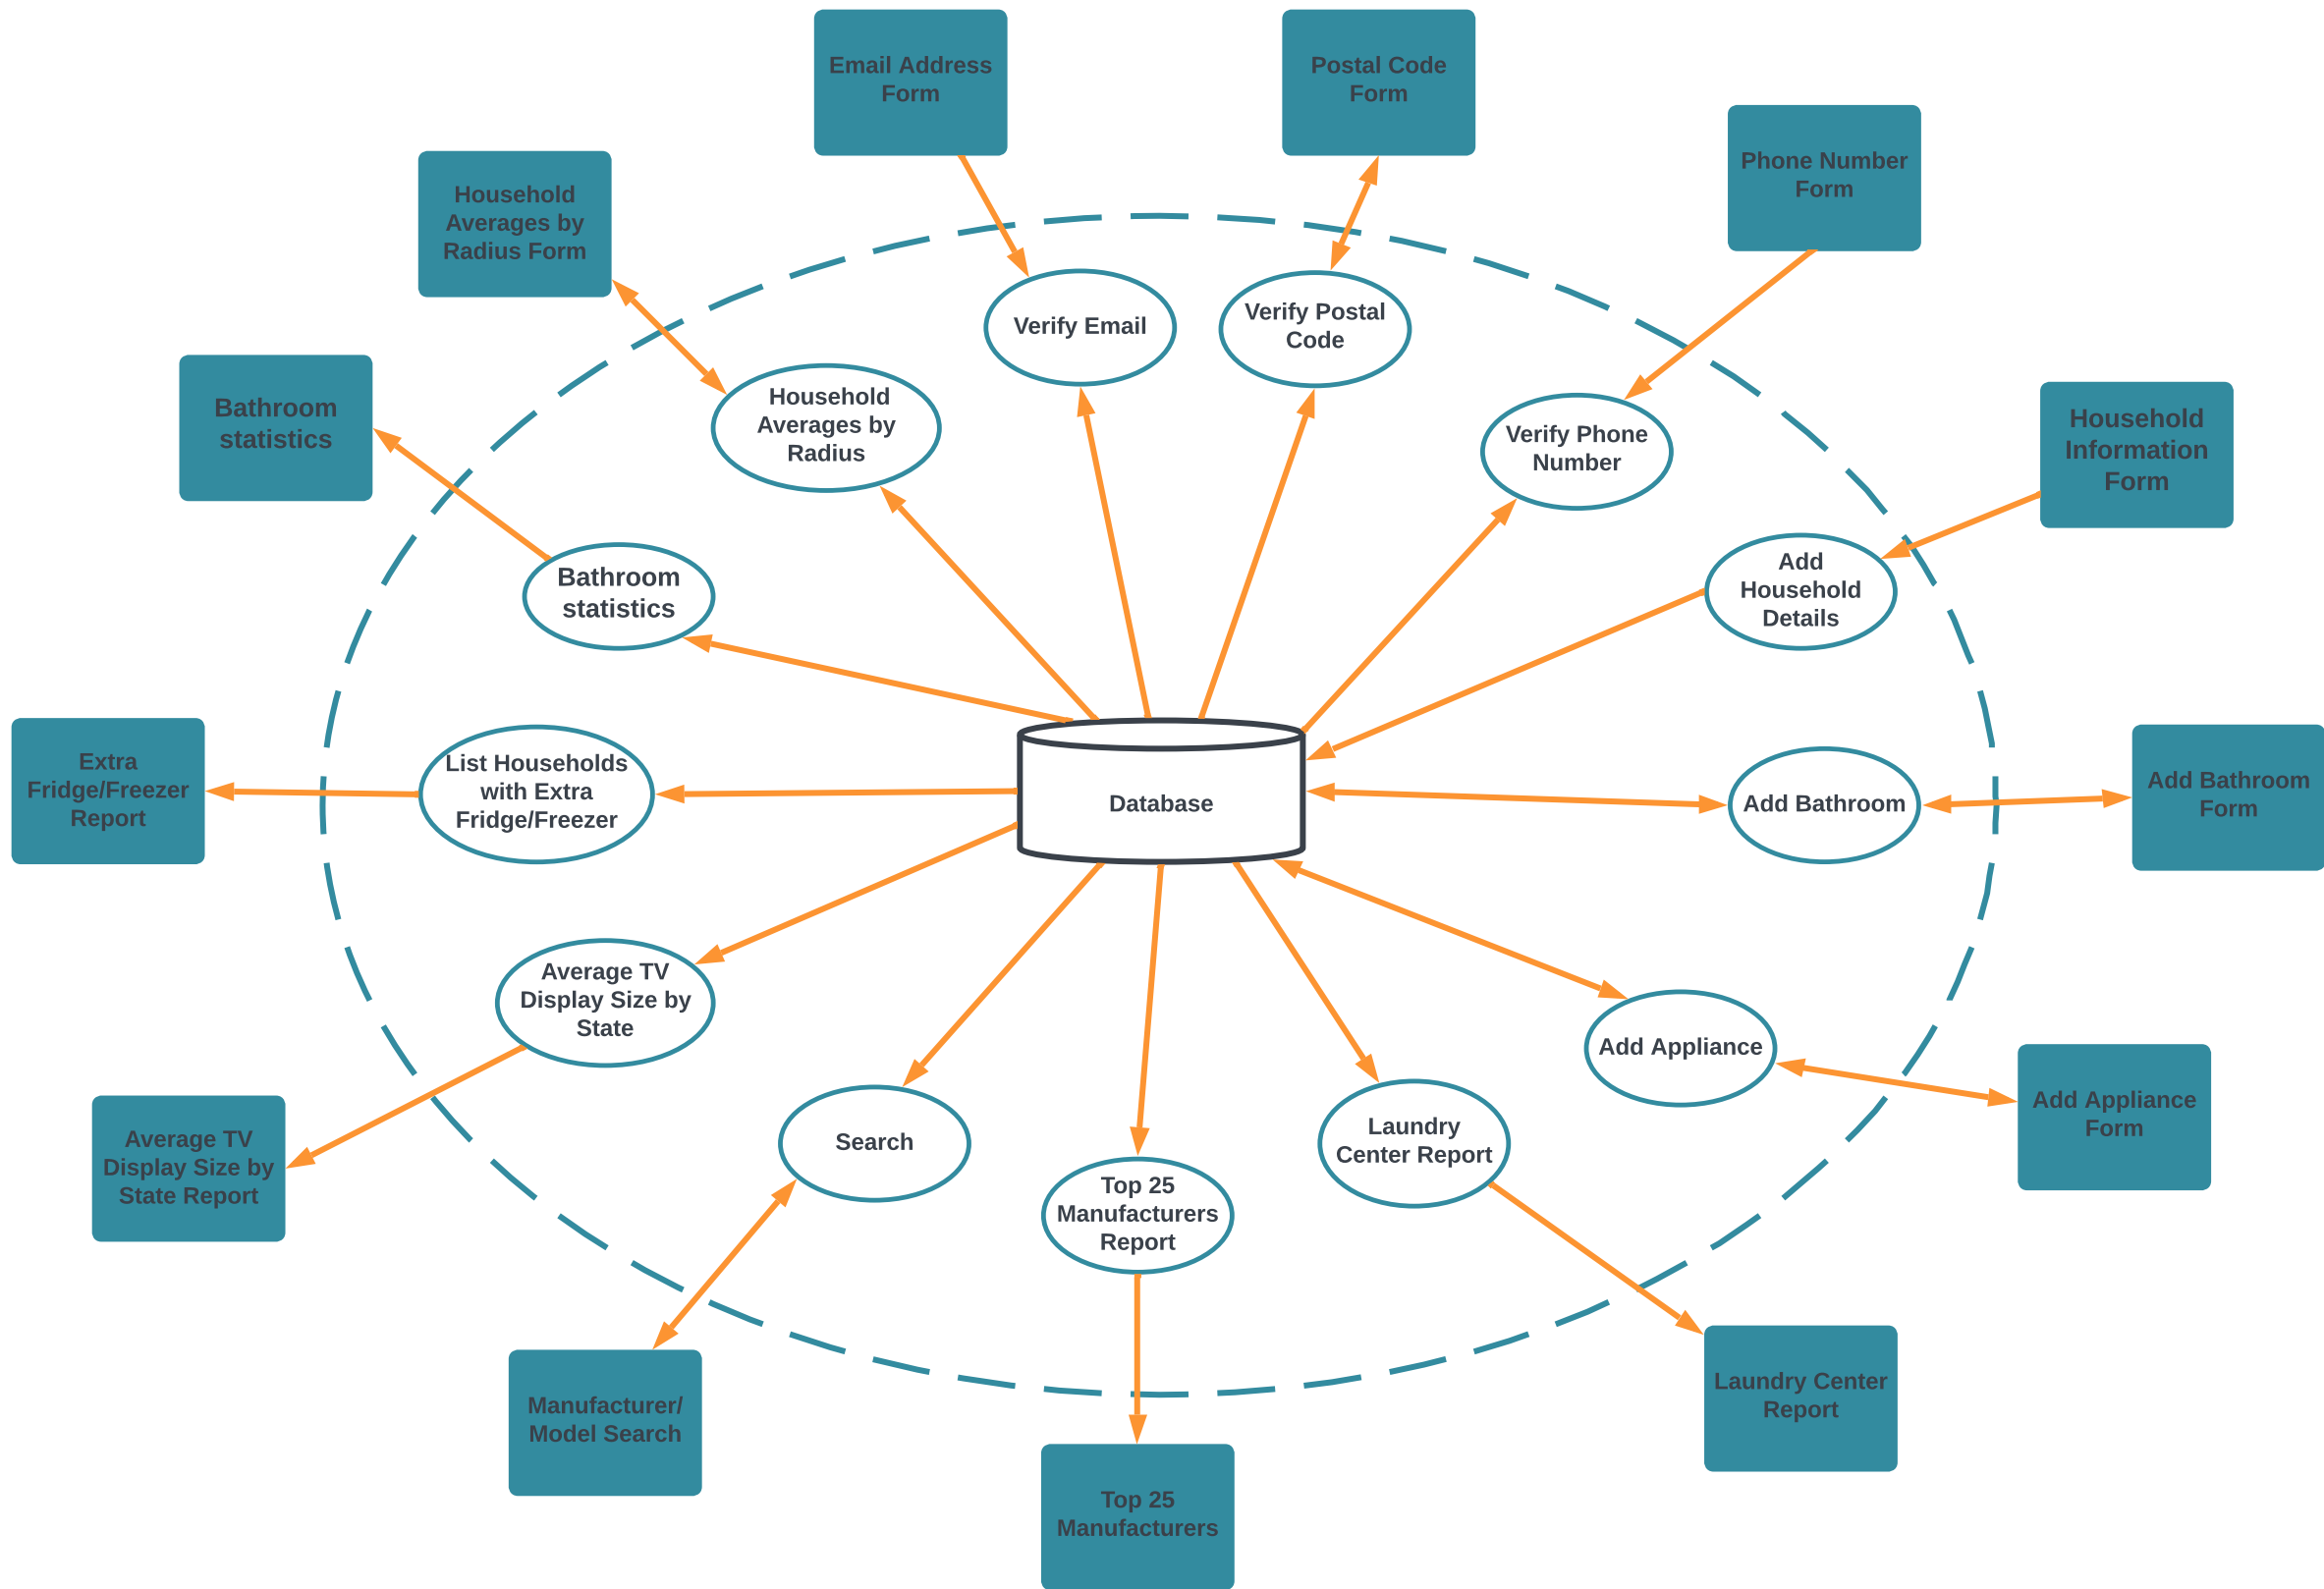 Email Address
Form
Postal Code
Form
Phone Number
Form
Household
Averages by
Radius Form
Verify Email
Verify Postal
Code
Household
Averages by
Radius
Bathroom
statistics
Verify Phone
Number
Household
Information
Form
Bathroom
statistics
Add
Household
Details
Extra
Fridge/Freezer
Report
List Households
with Extra
Fridge/Freezer
Database
Add Bathroom
Add Bathroom
Form
Average TV
Display Size by
State
Add Appliance
Add Appliance
Form
Average TV
Display Size by
State Report
Search
Laundry
Center Report
Top 25
Manufacturers
Report
Manufacturer/
Model Search
Laundry Center
Report
Top 25
Manufacturers